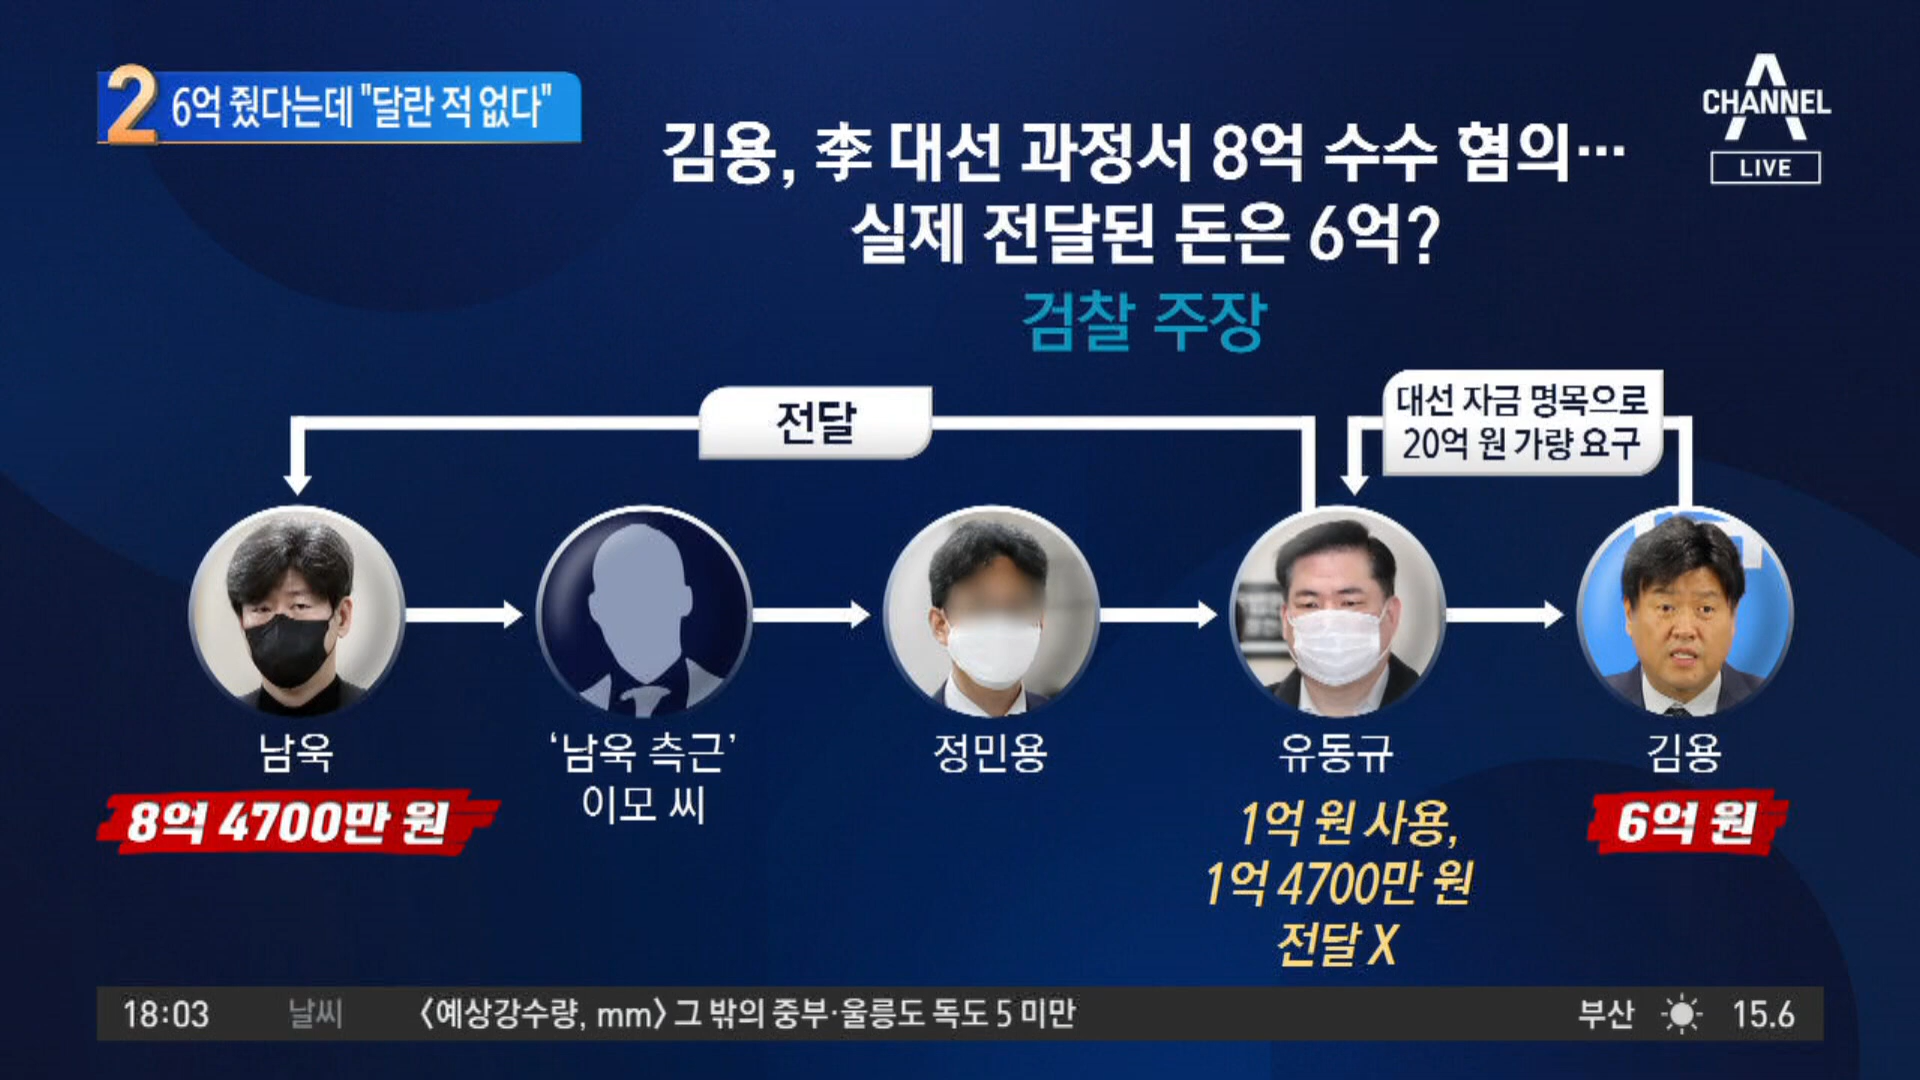 2 6억 줬다는데 "달란 적 없다"
CHANNEL A
LIVE
김용, 李 대선 과정서 8억 수수 혐의…
실제 전달된 돈은 6억?
검찰 주장
전달
대선 자금 명목으로
20억 원 가량 요구
남욱
8억 4700만 원
‘남욱 측근’
이모 씨
정민용
유동규
1억 원 사용,
1억 4700만 원
전달 X
김용
6억 원
18:03 날씨 〈예상강수량, mm〉 그 밖의 중부·울릉도 독도 5 미만 부산 15.6